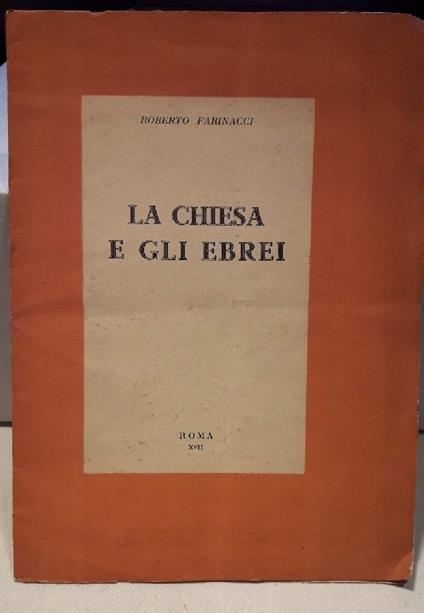 ROBERTO FARINACCI
LA CHIESA
E GLI EBREI
ROMA
XVII